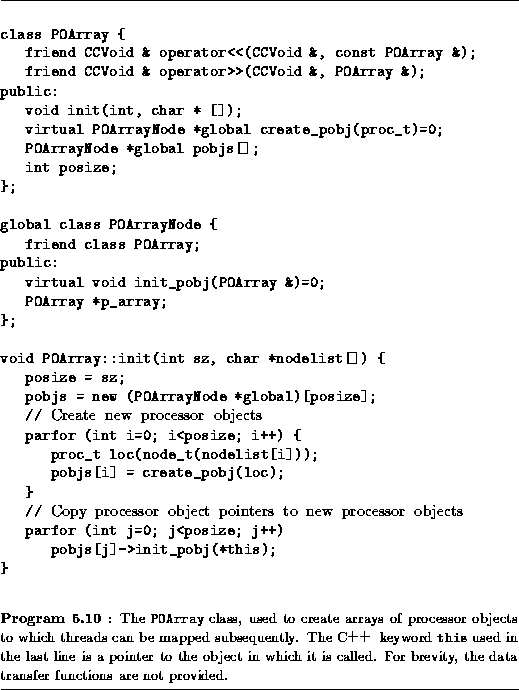 class POArray {
friend CCVoid & operator<<(CCVoid &, const POArray &);
friend CCVoid & operator>>(CCVoid &, POArray &);
public:
void init(int, char * []);
virtual POArrayNode *global create_pobj(proc_t)=0;
POArrayNode *global pobjs[];
int posize;
};
global class POArrayNode {
friend class POArray;
public:
virtual void init_pobj(POArray &)=0;
POArray *p_array;
};
void POArray::init(int sz, char *nodelist[]) {
posize = sz;
pobjs = new (POArrayNode *global)[posize];
// Create new processor objects
parfor (int i=0; i<posize; i++) {
proc_t loc(node_t(nodelist[i]));
pobjs[i] = create_pobj(loc);
}
// Copy processor object pointers to new processor objects
parfor (int j=0; j<posize; j++)
pobjs[j]->init_pobj(*this);
}
Program 5.10 : The POArray class, used to create arrays of processor objects
to which threads can be mapped subsequently. The C++ keyword this used in
the last line is a pointer to the object in which it is called. For brevity, the data
transfer functions are not provided.